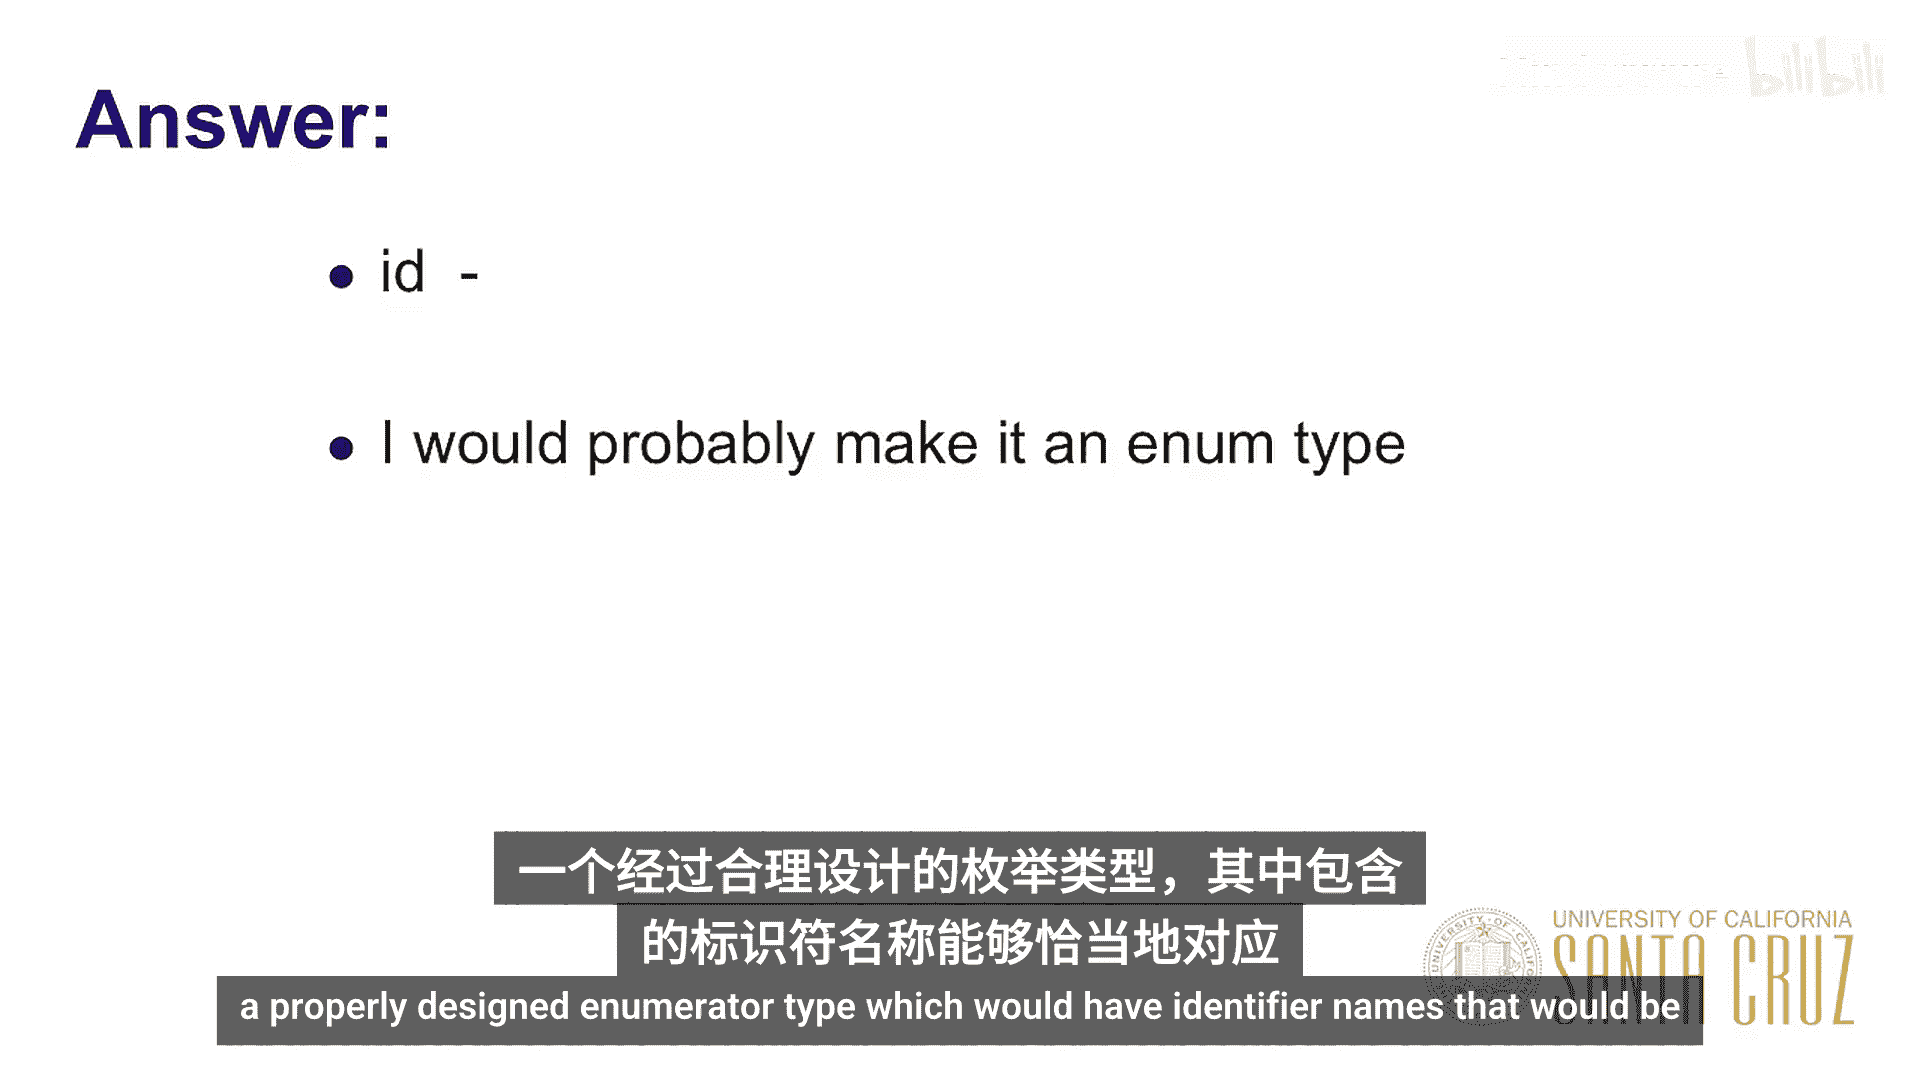 bilibili
Answer:
id -
I would probably make it an enum type
一个经过合理设计的枚举类型，其中包含
的标识符名称能够恰当地对应
a properly designed enumerator type which would have identifier names that would be
UNIVERSITY OF CALIFORNIA
SANTA CRUZ